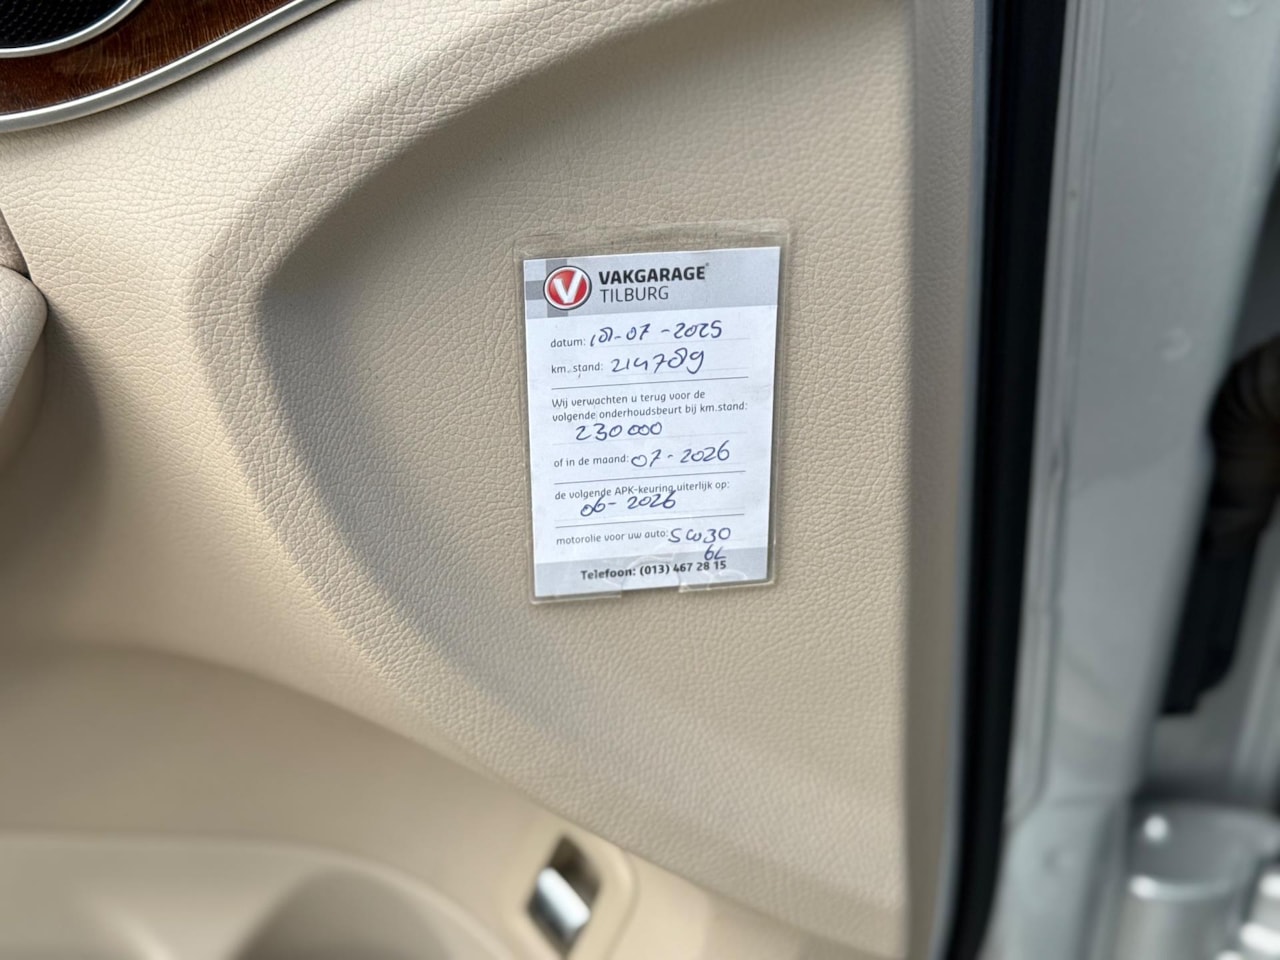 V VAKGARAGE
TILBURG
datum: 18-07-2025
km.stand: 214789
Wij verwachten u terug voor de
volgende onderhoudsbeurt bij km.stand:
230000
of in de maand: 07-2026
de volgende APK-keuring uiterlijk op:
06-2026
motorolie voor uw auto: 5W30
6L
Telefoon: (013) 467 28 15